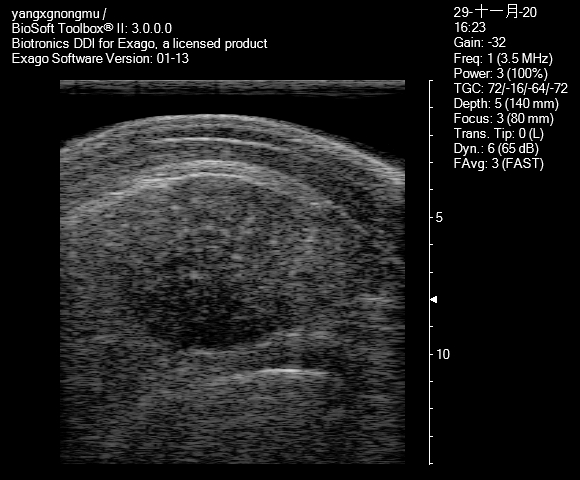 yangxgnongmu /
BioSoft Toolbox® II: 3.0.0.0
Biotronics DDI for Exago, a licensed product
Exago Software Version: 01-13
29-十一月-20
16:23
Gain: -32
Freq: 1 (3.5 MHz)
Power: 3 (100%)
TGC: 72/-16/-64/-72
Depth: 5 (140 mm)
Focus: 3 (80 mm)
Trans. Tip: 0 (L)
Dyn.: 6 (65 dB)
FAvg: 3 (FAST)
5
10